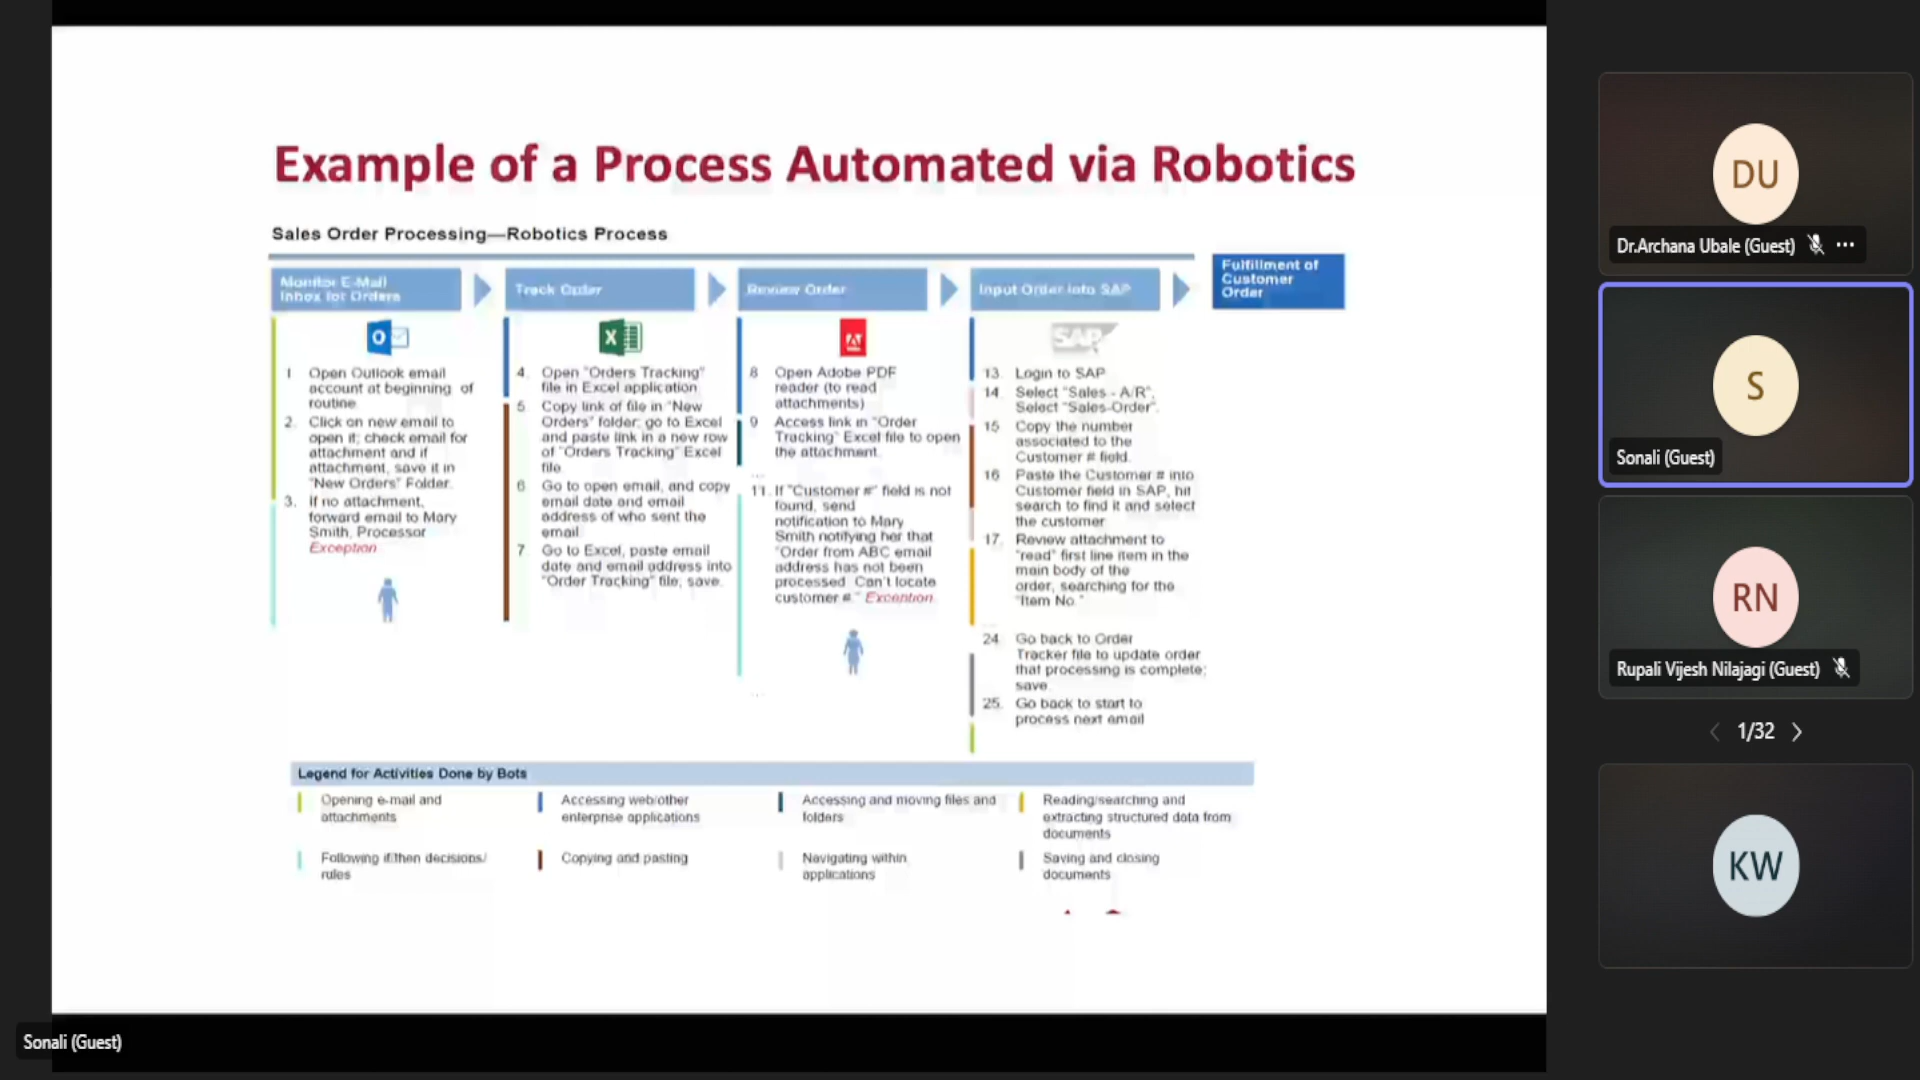 Example of a Process Automated via Robotics
Sales Order Processing—Robotics Process
Monitor E-Mail
Inbox for Orders
Track Order
Review Order
Input Order into SAP
Fulfillment of
Customer
Order
1 Open Outlook email
account at beginning of
routine
2. Click on new email to
open it; check email for
attachment and if
attachment, save it in
"New Orders" Folder.
3. If no attachment,
forward email to Mary
Smith, Processor
Exception
4. Open "Orders Tracking"
file in Excel application
5. Copy link of file in "New
Orders" folder; go to Excel
and paste link in a new row
of "Orders Tracking" Excel
file
6 Go to open email, and copy
email date and email
address of who sent the
email
7. Go to Excel, paste email
date and email address into
"Order Tracking" file; save.
8 Open Adobe PDF
reader (to read
attachments)
9 Access link in "Order
Tracking" Excel file to open
the attachment.
...
11. If "Customer #" field is not
found, send
notification to Mary
Smith notifying her that
"Order from ABC email
address has not been
processed. Can't locate
customer #." Exception
...
SAP
13. Login to SAP
14. Select "Sales - A/R",
Select "Sales-Order".
15 Copy the number
associated to the
Customer # field.
16 Paste the Customer # into
Customer field in SAP, hit
search to find it and select
the customer
17. Review attachment to
"read" first line item in the
main body of the
order, searching for the
"Item No."
24. Go back to Order
Tracker file to update order
that processing is complete;
save.
25. Go back to start to
process next email
Legend for Activities Done by Bots
Opening e-mail and
attachments
Accessing web/other
enterprise applications
Accessing and moving files and
folders
Reading/searching and
extracting structured data from
documents
Following if/then decisions/
rules
Copying and pasting
Navigating within
applications
Saving and closing
documents
Sonali (Guest)
DU
Dr.Archana Ubale (Guest)
S
Sonali (Guest)
RN
Rupali Vijesh Nilajagi (Guest)
1/32
KW